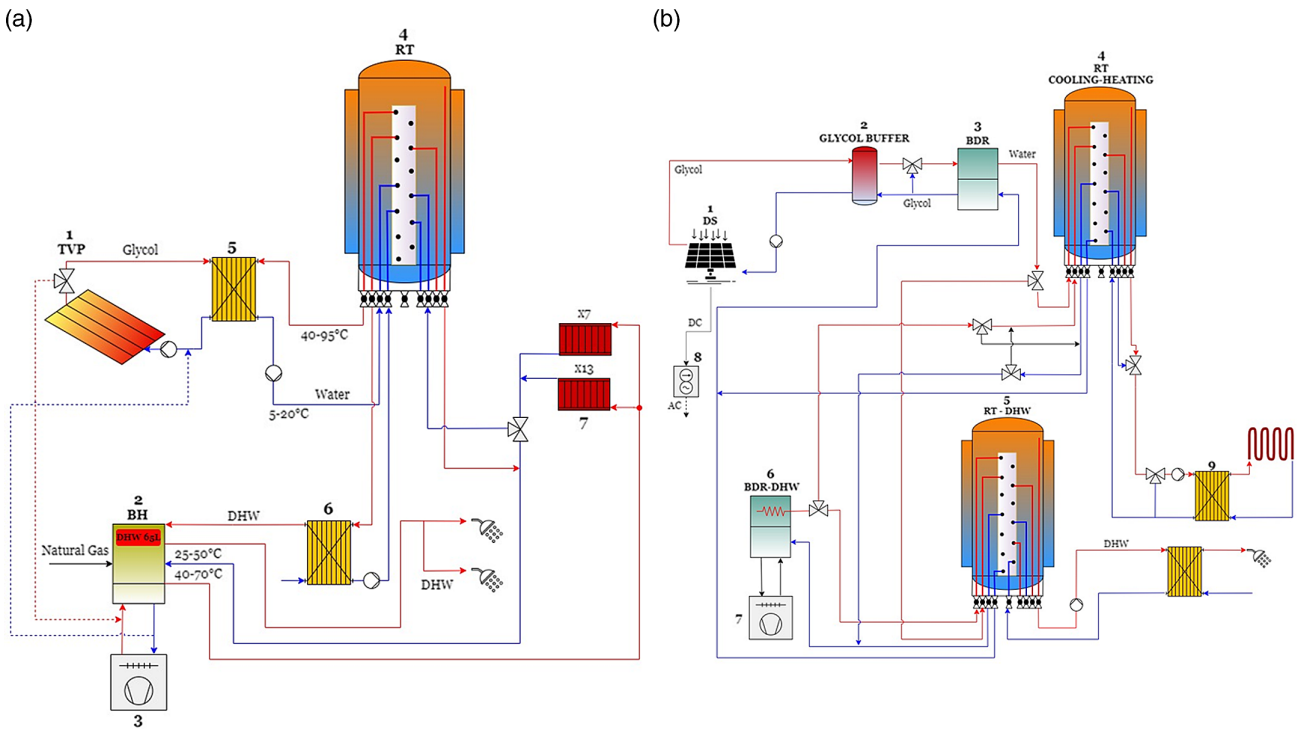 (a)
4
RT
1
TVP
Glycol
5
40-95°C
Water
5-20°C
x7
x13
7
2
BH
DHW 65L
Natural Gas
DHW
6
25-50°C
40-70°C
DHW
3
(b)
4
RT
COOLING-HEATING
2
GLYCOL BUFFER
3
BDR
Water
Glycol
Glycol
1
DS
DC
8
AC
5
RT - DHW
6
BDR-DHW
7
9
DHW